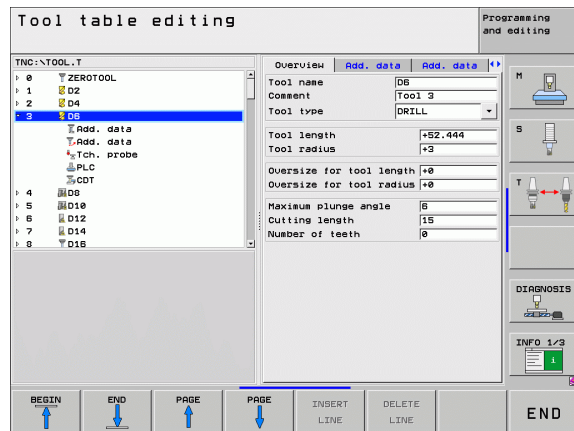 Tool table editing
Programming
and editing
TNC:\TOOL.T
0 ZEROTOOL
1 D2
2 D4
3 D6
Add. data
Add. data
Tch. probe
PLC
CDT
4 D8
5 D10
6 D12
7 D14
8 D16
Overview Add. data Add. data
Tool name D6
Comment Tool 3
Tool type DRILL
Tool length +52.444
Tool radius +3
Oversize for tool length +0
Oversize for tool radius +0
Maximum plunge angle 6
Cutting length 15
Number of teeth 0
M
S
T
DIAGNOSIS
INFO 1/3
i
BEGIN
END
PAGE
PAGE
INSERT
LINE
DELETE
LINE
END